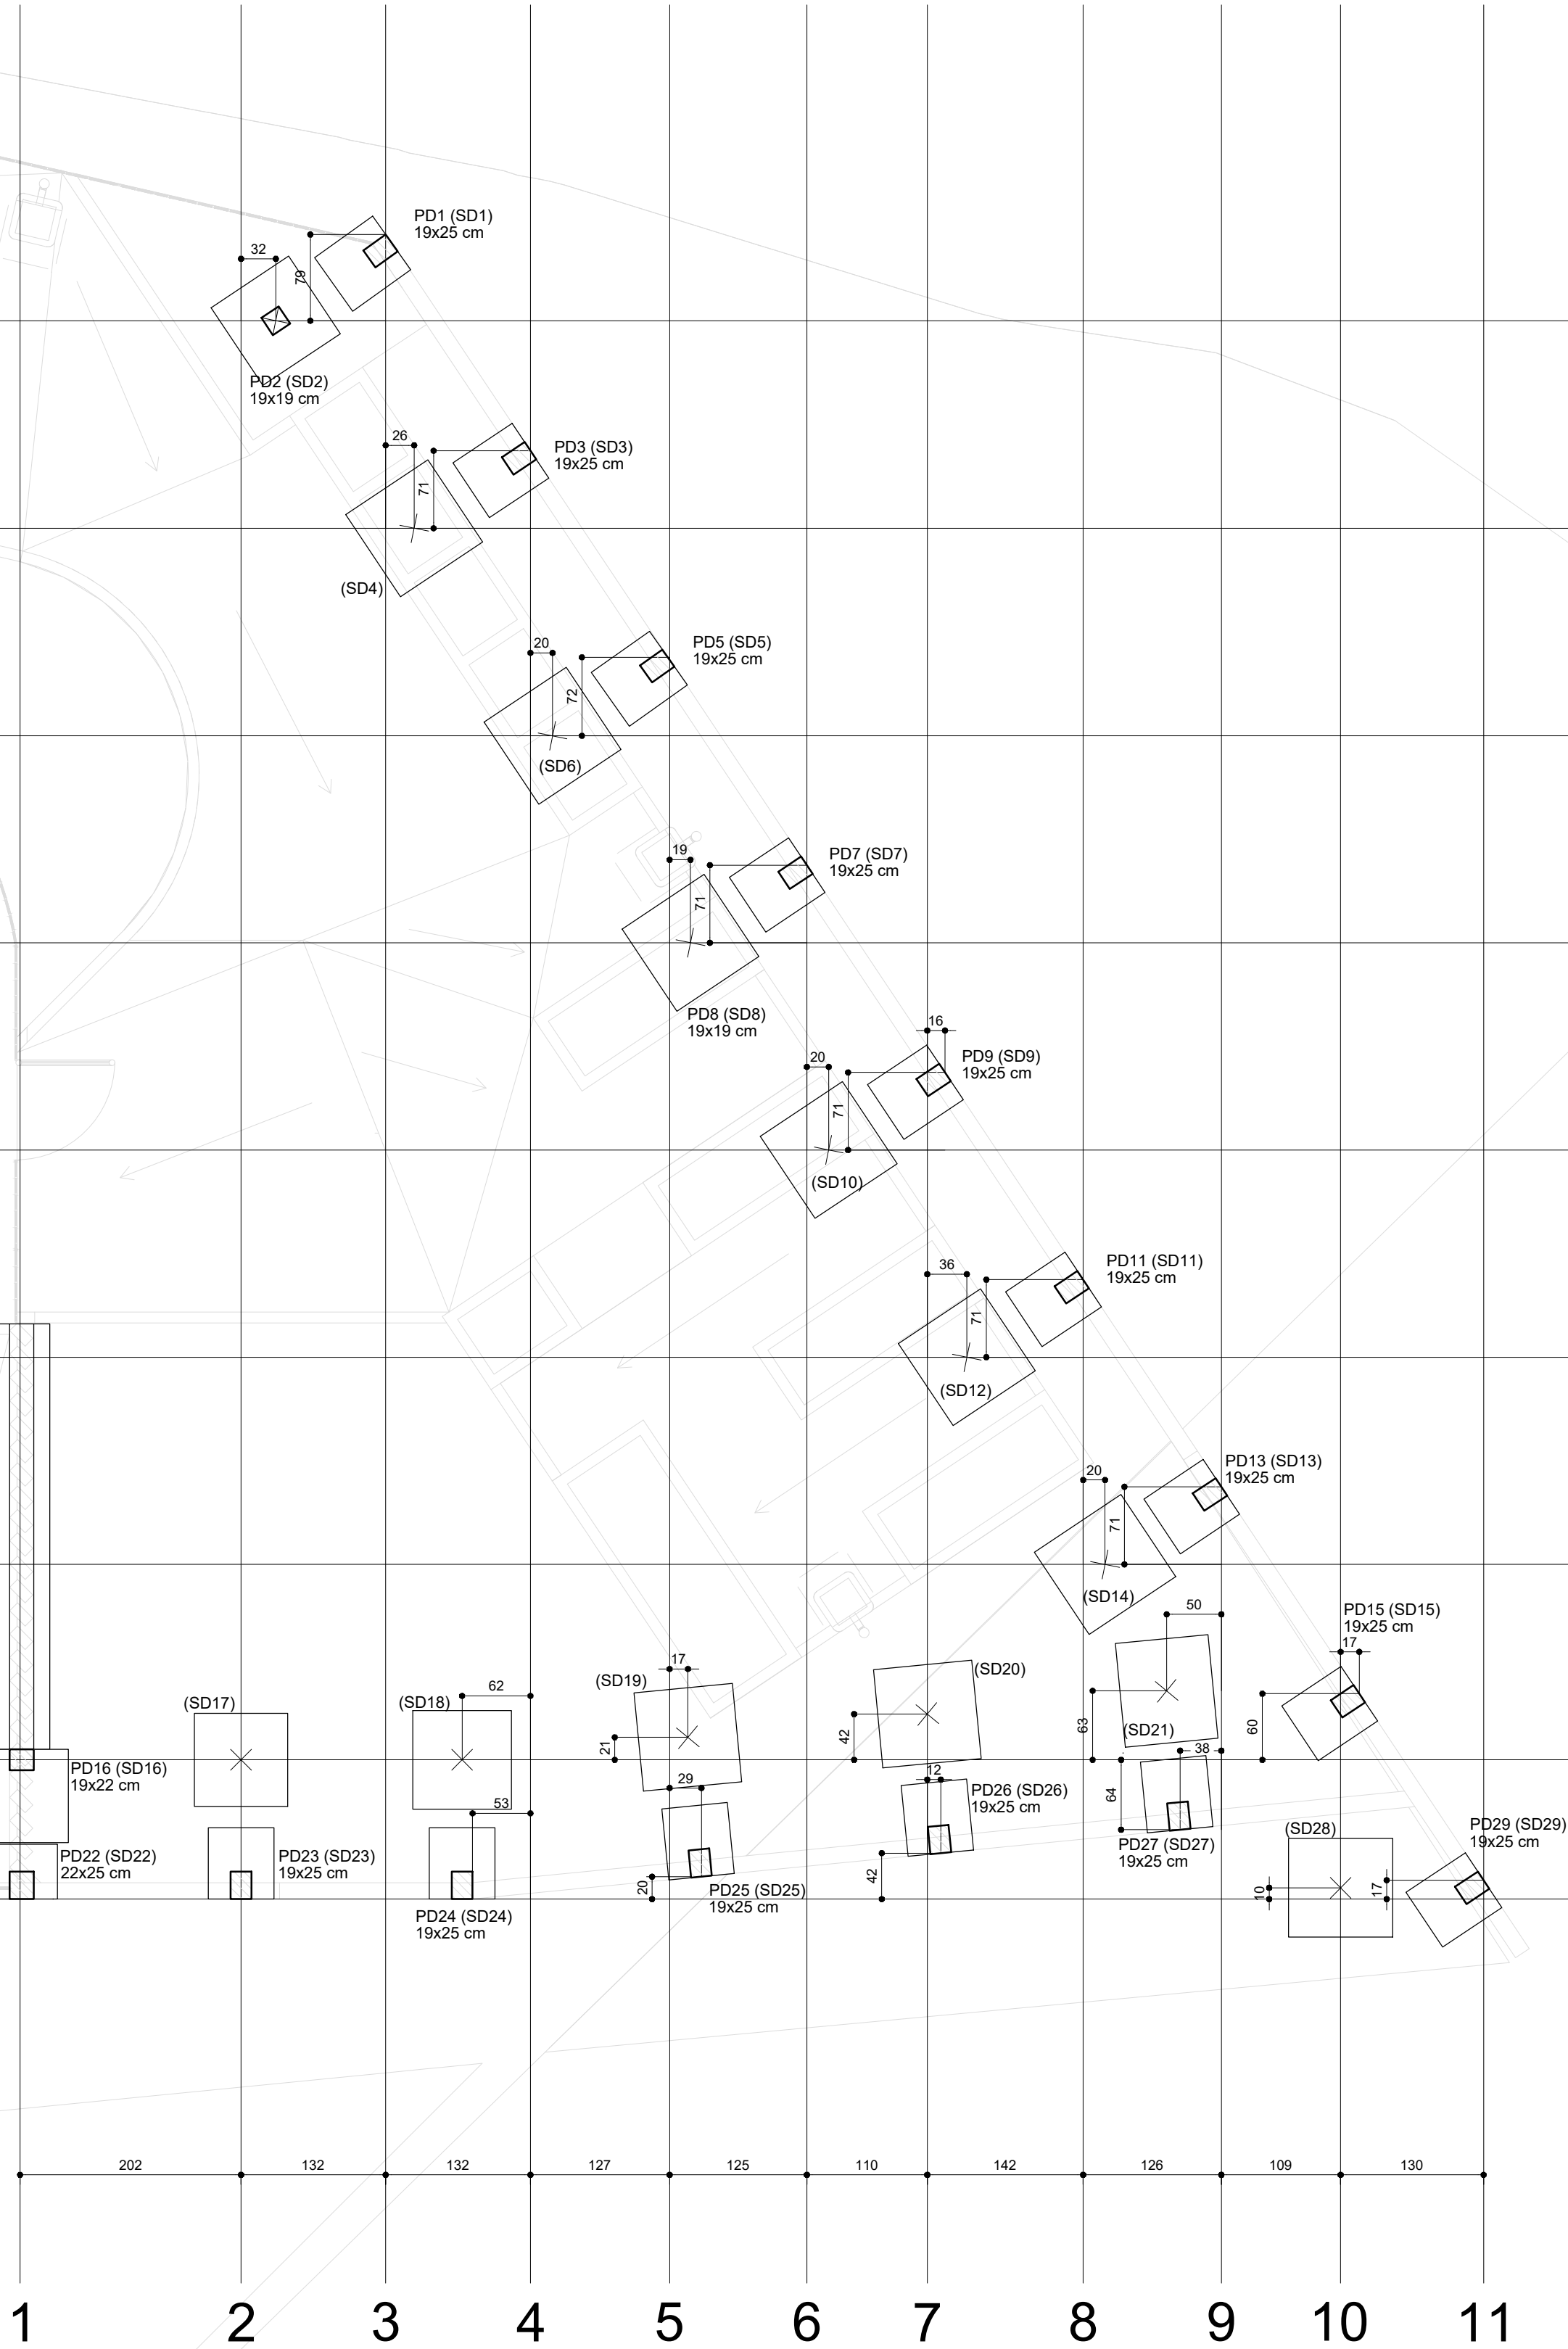 PD1 (SD1)
19x25 cm
32
79
PD2 (SD2)
19x19 cm
26
71
PD3 (SD3)
19x25 cm
(SD4)
20
72
PD5 (SD5)
19x25 cm
(SD6)
19
71
PD7 (SD7)
19x25 cm
PD8 (SD8)
19x19 cm
16
20
71
PD9 (SD9)
19x25 cm
(SD10)
36
71
PD11 (SD11)
19x25 cm
(SD12)
20
71
PD13 (SD13)
19x25 cm
(SD14)
50
PD15 (SD15)
19x25 cm
17
60
(SD17)
(SD18)
62
(SD19)
17
21
(SD20)
42
63
(SD21)
38
64
PD16 (SD16)
19x22 cm
53
29
12
PD26 (SD26)
19x25 cm
PD22 (SD22)
22x25 cm
PD23 (SD23)
19x25 cm
PD24 (SD24)
19x25 cm
20
PD25 (SD25)
19x25 cm
42
PD27 (SD27)
19x25 cm
(SD28)
10
17
PD29 (SD29)
19x25 cm
202 132 132 127 125 110 142 126 109 130
1 2 3 4 5 6 7 8 9 10 11